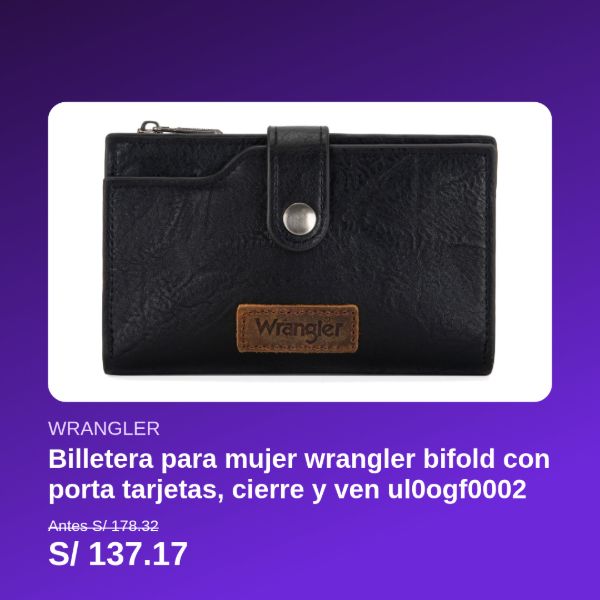 Wrangler
WRANGLER
Billetera para mujer wrangler bifold con
porta tarjetas, cierre y ven ul0ogf0002
Antes S/ 178.32
S/ 137.17